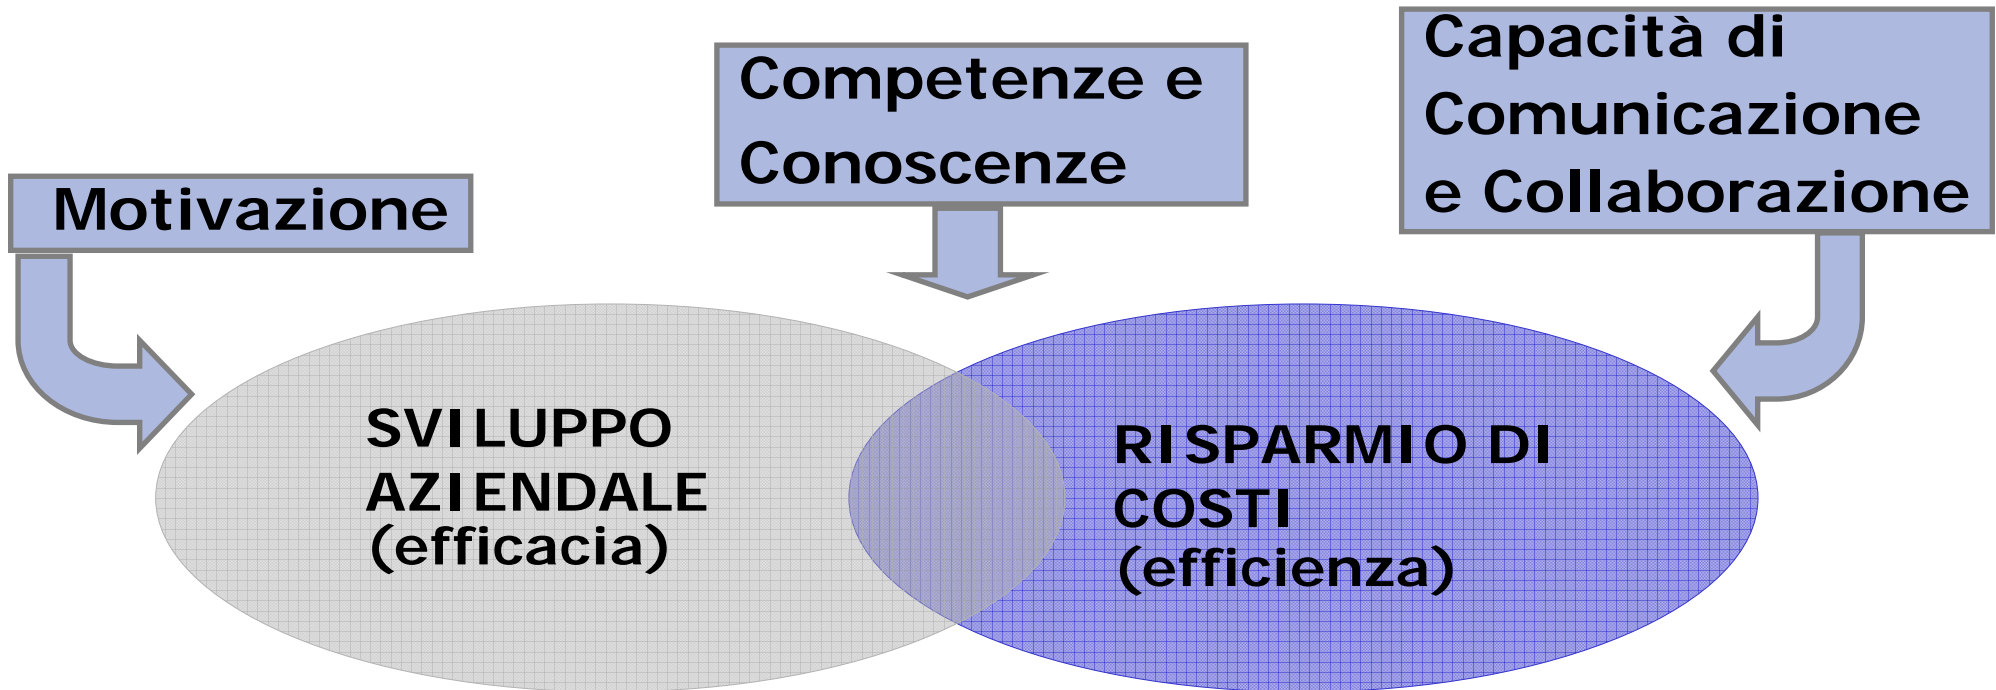 Motivazione
Competenze e
Conoscenze
Capacità di
Comunicazione
e Collaborazione
SVILUPPO
AZIENDALE
(efficacia)
RISPARMIO DI
COSTI
(efficienza)